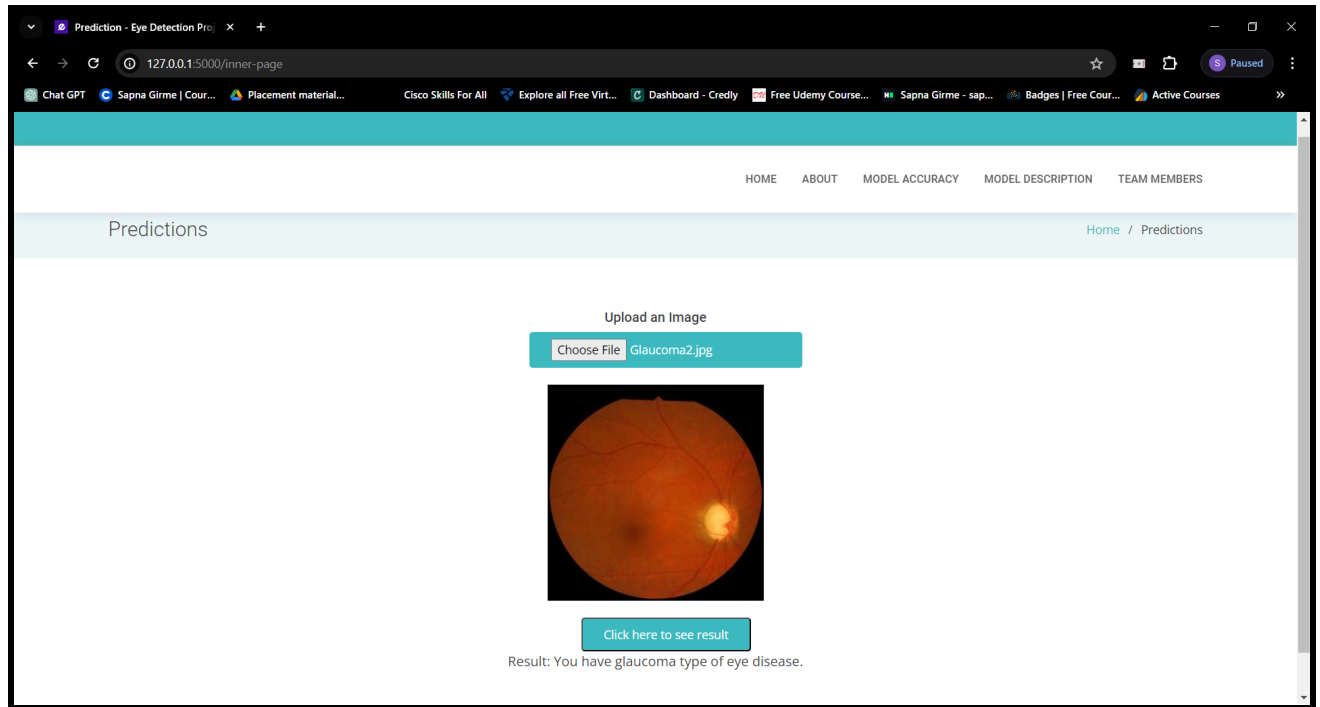 Prediction - Eye Detection Proj
127.0.0.1:5000/inner-page
S Paused
Chat GPT Sapna Girme | Cour... Placement material... Cisco Skills For All Explore all Free Virt... Dashboard - Credly Free Udemy Course... Sapna Girme - sap... Badges | Free Cour... Active Courses
HOME ABOUT MODEL ACCURACY MODEL DESCRIPTION TEAM MEMBERS
Predictions Home / Predictions
Upload an Image
Choose File Glaucoma2.jpg
Click here to see result
Result: You have glaucoma type of eye disease.